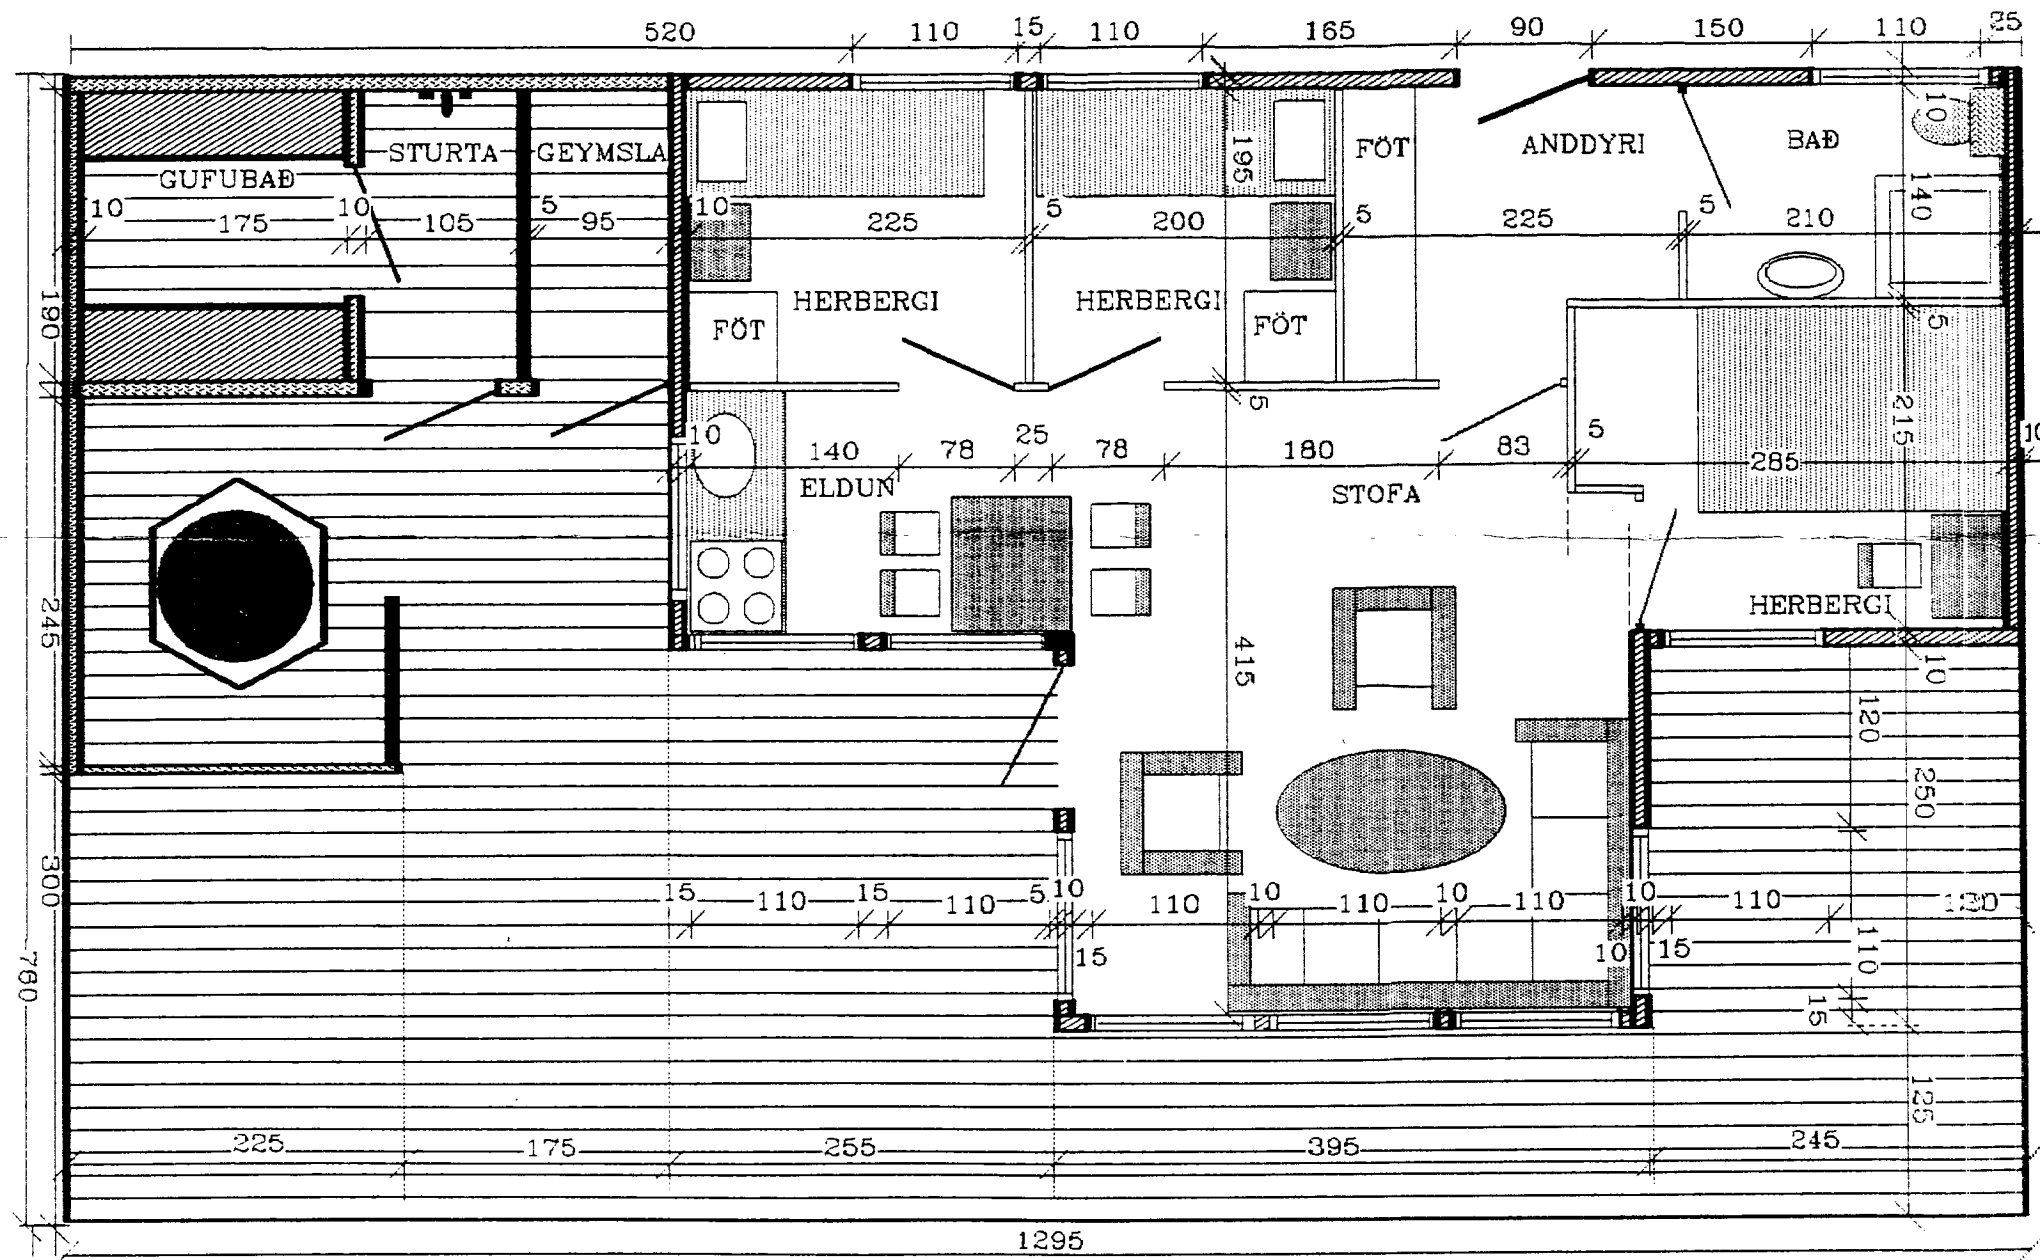 520 110 15 110 165 90 150 110 25
STURTA GEYMSLA FÖT ANDDYRI BAÐ 10
GUFUBAÐ 195 140
10 175 10 105 5 95 10 225 5 200 5 225 5 210
190 HERBERGI HERBERGI
FÖT FÖT 5
5 215
10 140 78 25 78 180 83 5 285 10
ELDUN STOFA
245 HERBERGI
415 10
120
250
300
15 110 15 110 5 10 110 10 110 10 110 10 110
15 10 15 110
760 15
125
225 175 255 395 245
1295